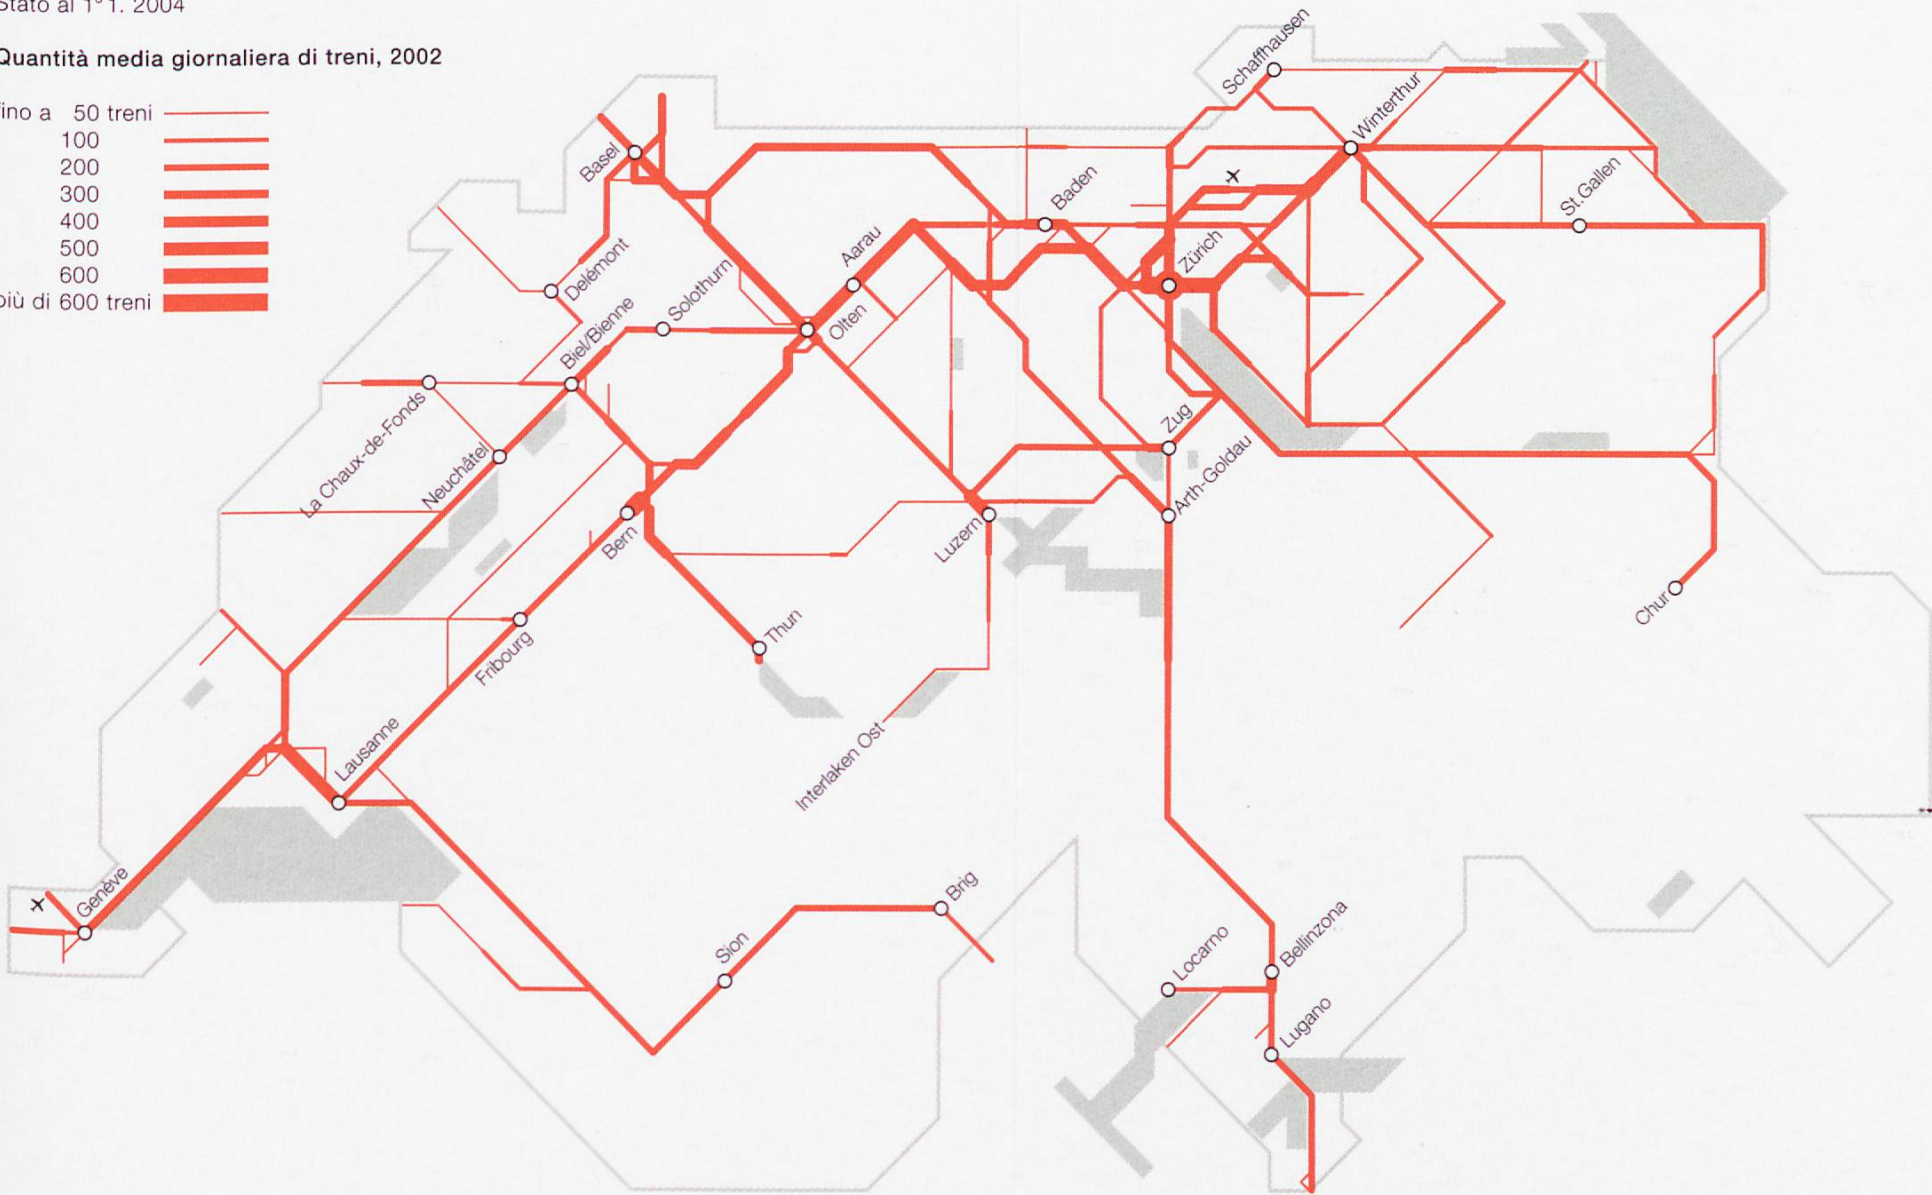 Stato al 1° 1. 2004
Quantità media giornaliera di treni, 2002
fino a 50 treni
100
200
300
400
500
600
più di 600 treni
Schaffhausen
Winterthur
Basel
Baden
St.Gallen
Delémont
Solothurn
Aarau
Zürich
Biel/Bienne
Olten
La Chaux-de-Fonds
Neuchâtel
Zug
Arth-Goldau
Bern
Luzern
Chur
Fribourg
Thun
Lausanne
Interlaken Ost
Genève
Brig
Sion
Locarno
Bellinzona
Lugano